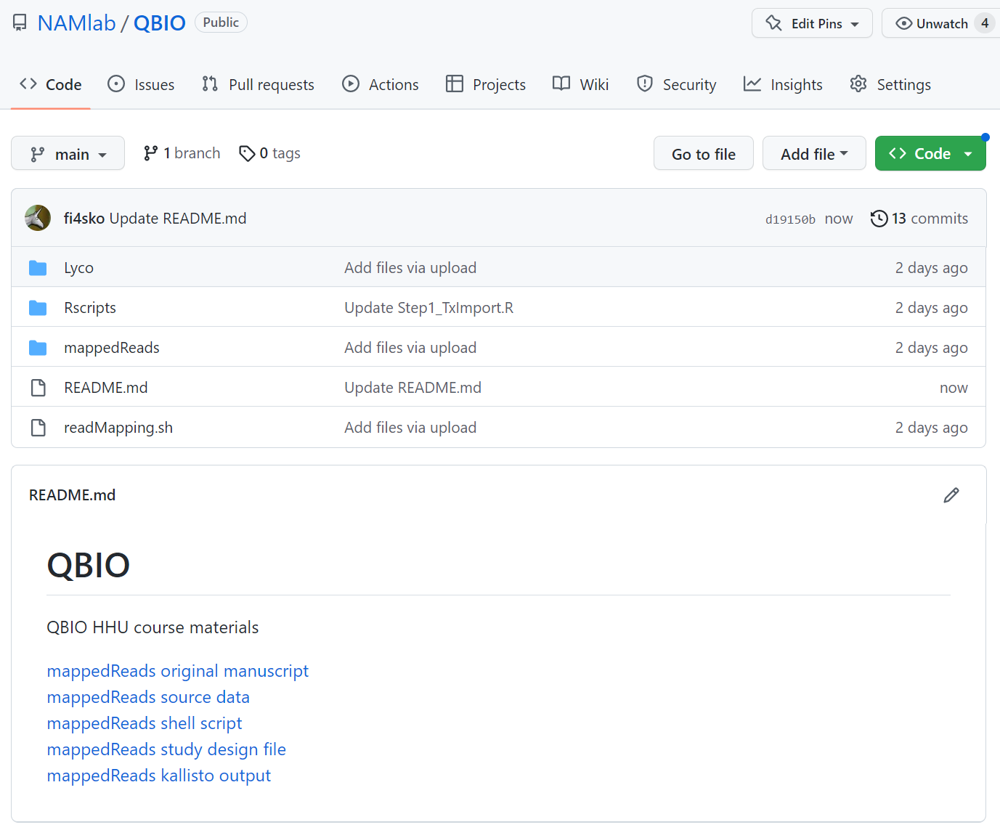 NAMlab / QBIO Public Edit Pins Unwatch 4
Code Issues Pull requests Actions Projects Wiki Security Insights Settings
main 1 branch 0 tags Go to file Add file Code
fi4sko Update README.md d19150b now 13 commits
Lyco Add files via upload 2 days ago
Rscripts Update Step1_TxImport.R 2 days ago
mappedReads Add files via upload 2 days ago
README.md Update README.md now
readMapping.sh Add files via upload 2 days ago
README.md
QBIO
QBIO HHU course materials
mappedReads original manuscript
mappedReads source data
mappedReads shell script
mappedReads study design file
mappedReads kallisto output